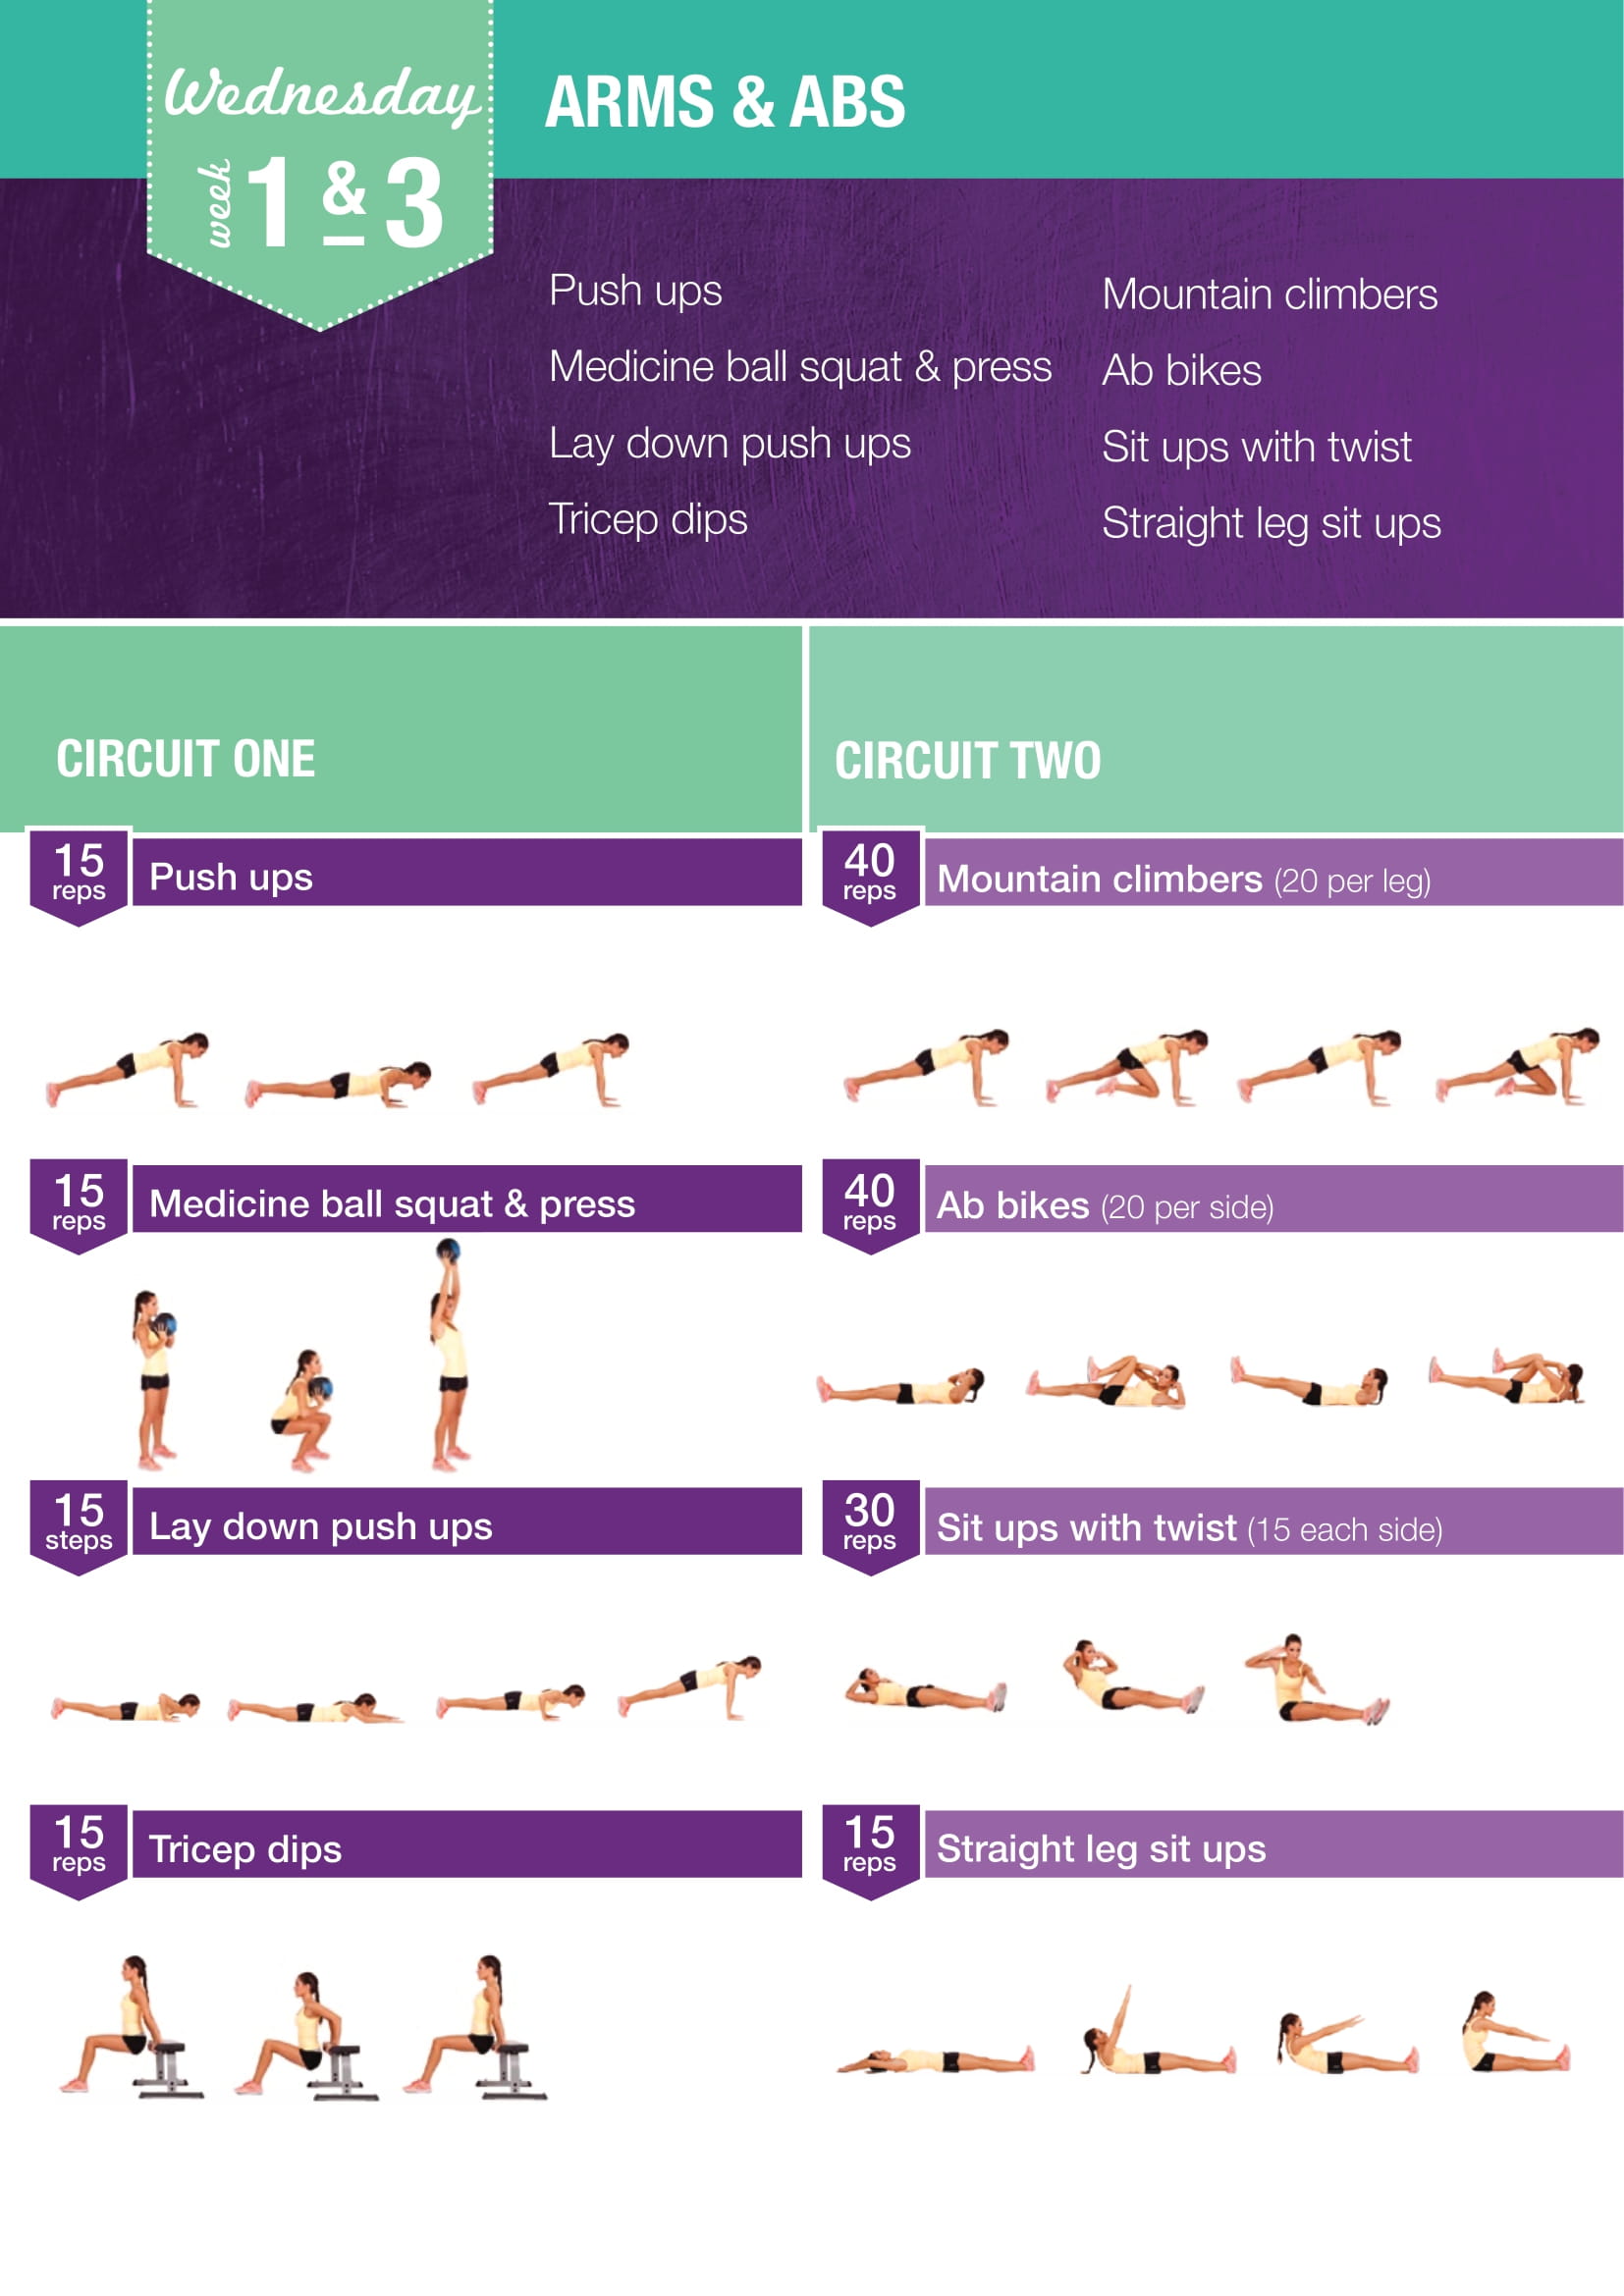 Wednesday
week 1 & 3
ARMS & ABS
Push ups
Medicine ball squat & press
Lay down push ups
Tricep dips
Mountain climbers
Ab bikes
Sit ups with twist
Straight leg sit ups
CIRCUIT ONE
15 reps
Push ups
15 reps
Medicine ball squat & press
15 steps
Lay down push ups
15 reps
Tricep dips
CIRCUIT TWO
40 reps
Mountain climbers (20 per leg)
40 reps
Ab bikes (20 per side)
30 reps
Sit ups with twist (15 each side)
15 reps
Straight leg sit ups